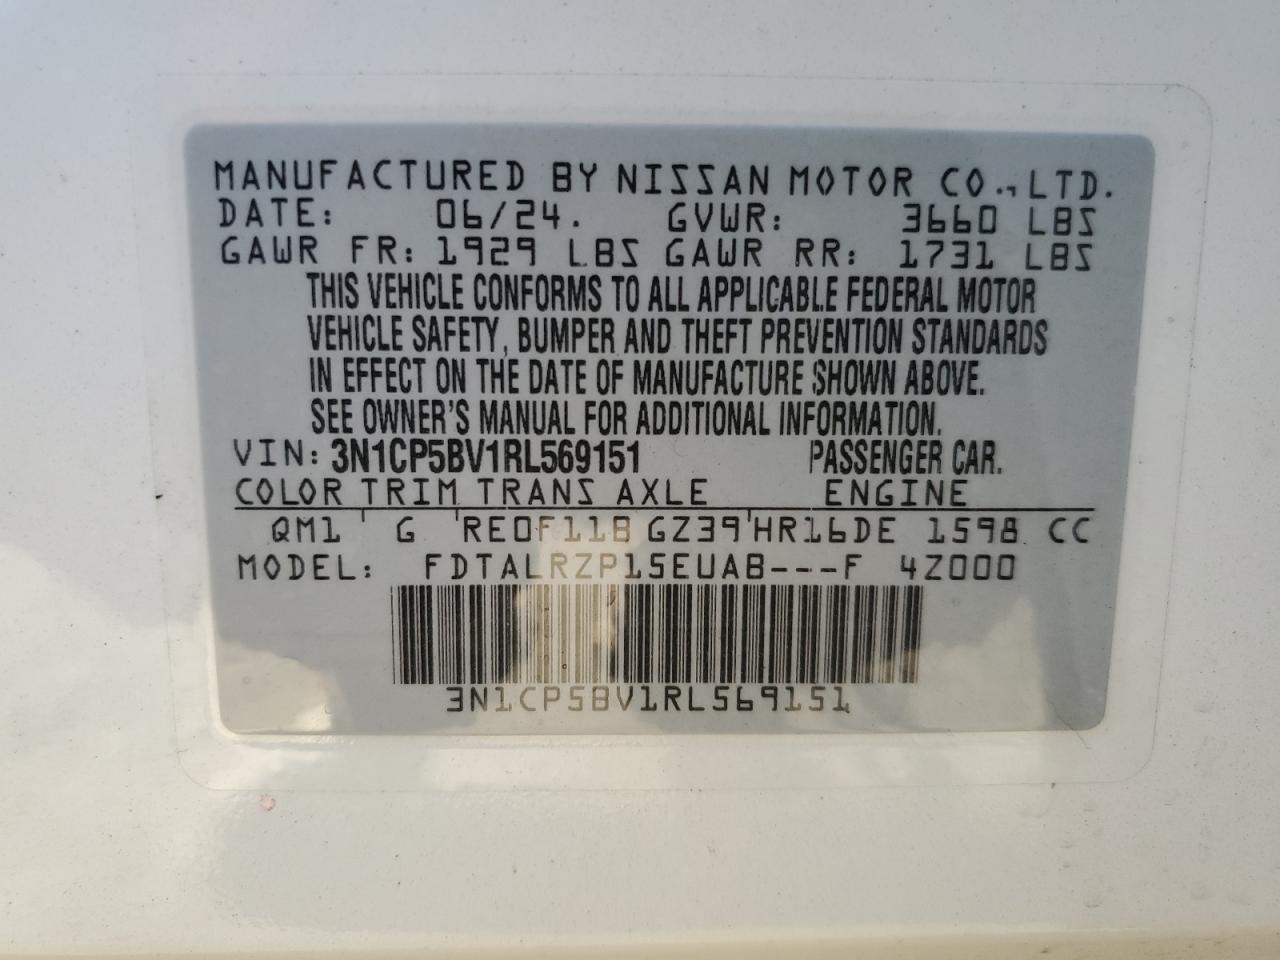 MANUFACTURED BY NISSAN MOTOR CO., LTD.
DATE: 06/24. GVWR: 3660 LBS
GAWR FR: 1929 LBS GAWR RR: 1731 LBS
THIS VEHICLE CONFORMS TO ALL APPLICABLE FEDERAL MOTOR
VEHICLE SAFETY, BUMPER AND THEFT PREVENTION STANDARDS
IN EFFECT ON THE DATE OF MANUFACTURE SHOWN ABOVE.
SEE OWNER'S MANUAL FOR ADDITIONAL INFORMATION.
VIN: 3N1CP5BV1RL569151 PASSENGER CAR.
COLOR TRIM TRANS AXLE ENGINE
QM1 G RE0F11B GZ39 HR16DE 1598 CC
MODEL: FDTALRZP15EUAB---F 4Z000
3N1CP5BV1RL569151